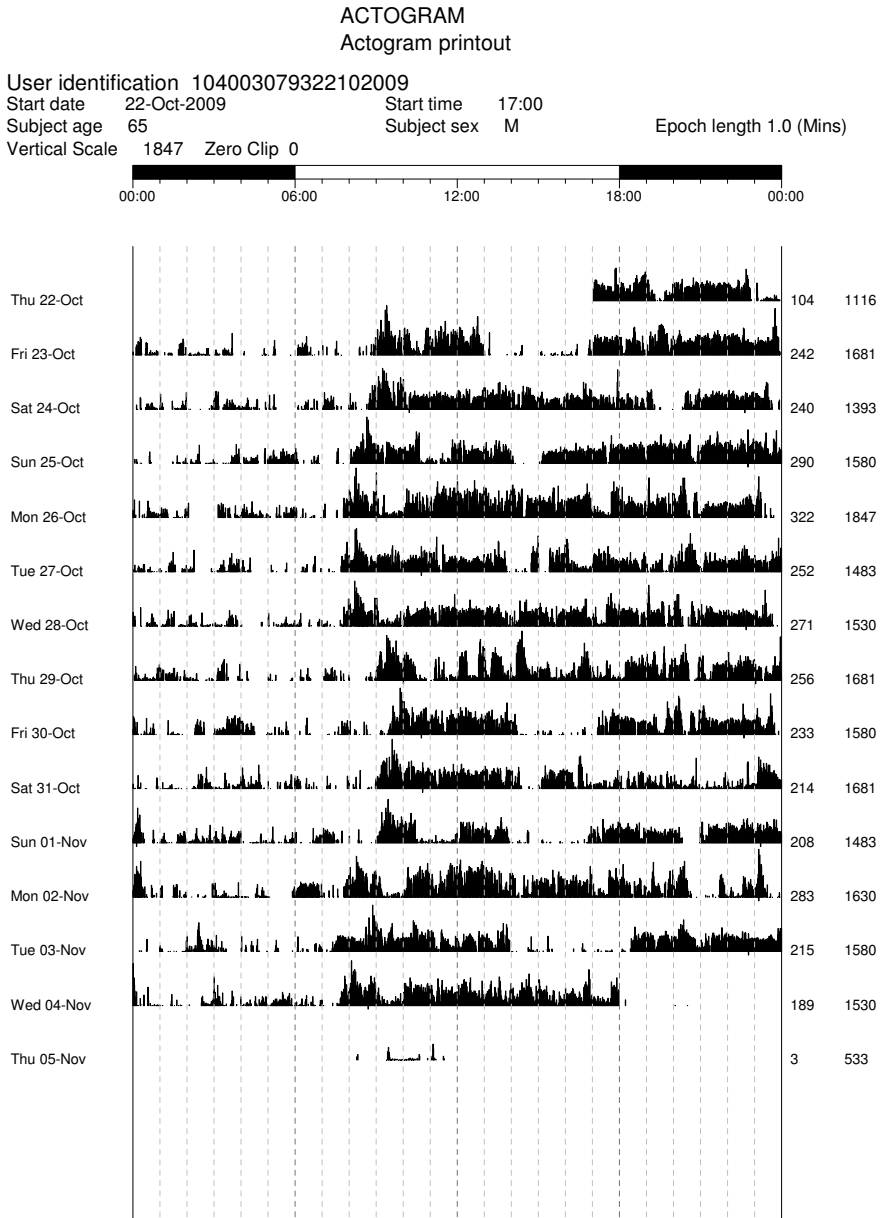 ACTOGRAM
Actogram printout
User identification 104003079322102009
Start date 22-Oct-2009 Start time 17:00
Subject age 65 Subject sex M Epoch length 1.0 (Mins)
Vertical Scale 1847 Zero Clip 0
00:00 06:00 12:00 18:00 00:00
Thu 22-Oct 104 1116
Fri 23-Oct 242 1681
Sat 24-Oct 240 1393
Sun 25-Oct 290 1580
Mon 26-Oct 322 1847
Tue 27-Oct 252 1483
Wed 28-Oct 271 1530
Thu 29-Oct 256 1681
Fri 30-Oct 233 1580
Sat 31-Oct 214 1681
Sun 01-Nov 208 1483
Mon 02-Nov 283 1630
Tue 03-Nov 215 1580
Wed 04-Nov 189 1530
Thu 05-Nov 3 533